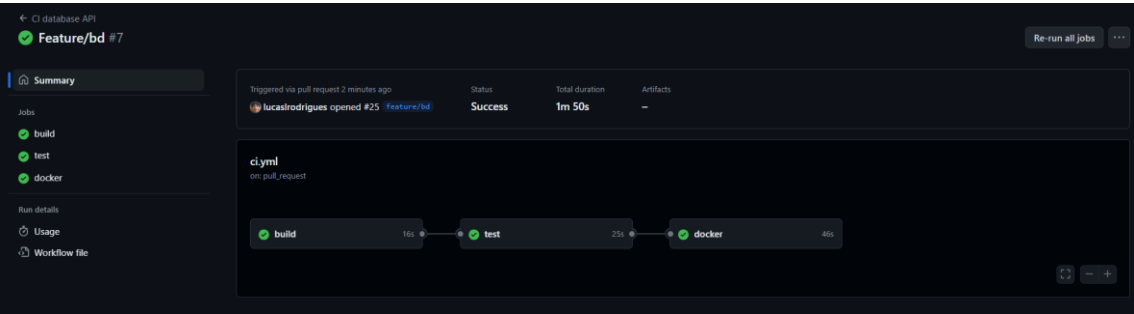 ← CI database API
Feature/bd #7
Re-run all jobs
...
Summary
Jobs
build
test
docker
Run details
Usage
Workflow file
Triggered via pull request 2 minutes ago
lucaslrodrigues opened #25 feature/bd
Status
Success
Total duration
1m 50s
Artifacts
–
ci.yml
on: pull_request
build 16s
test 25s
docker 46s